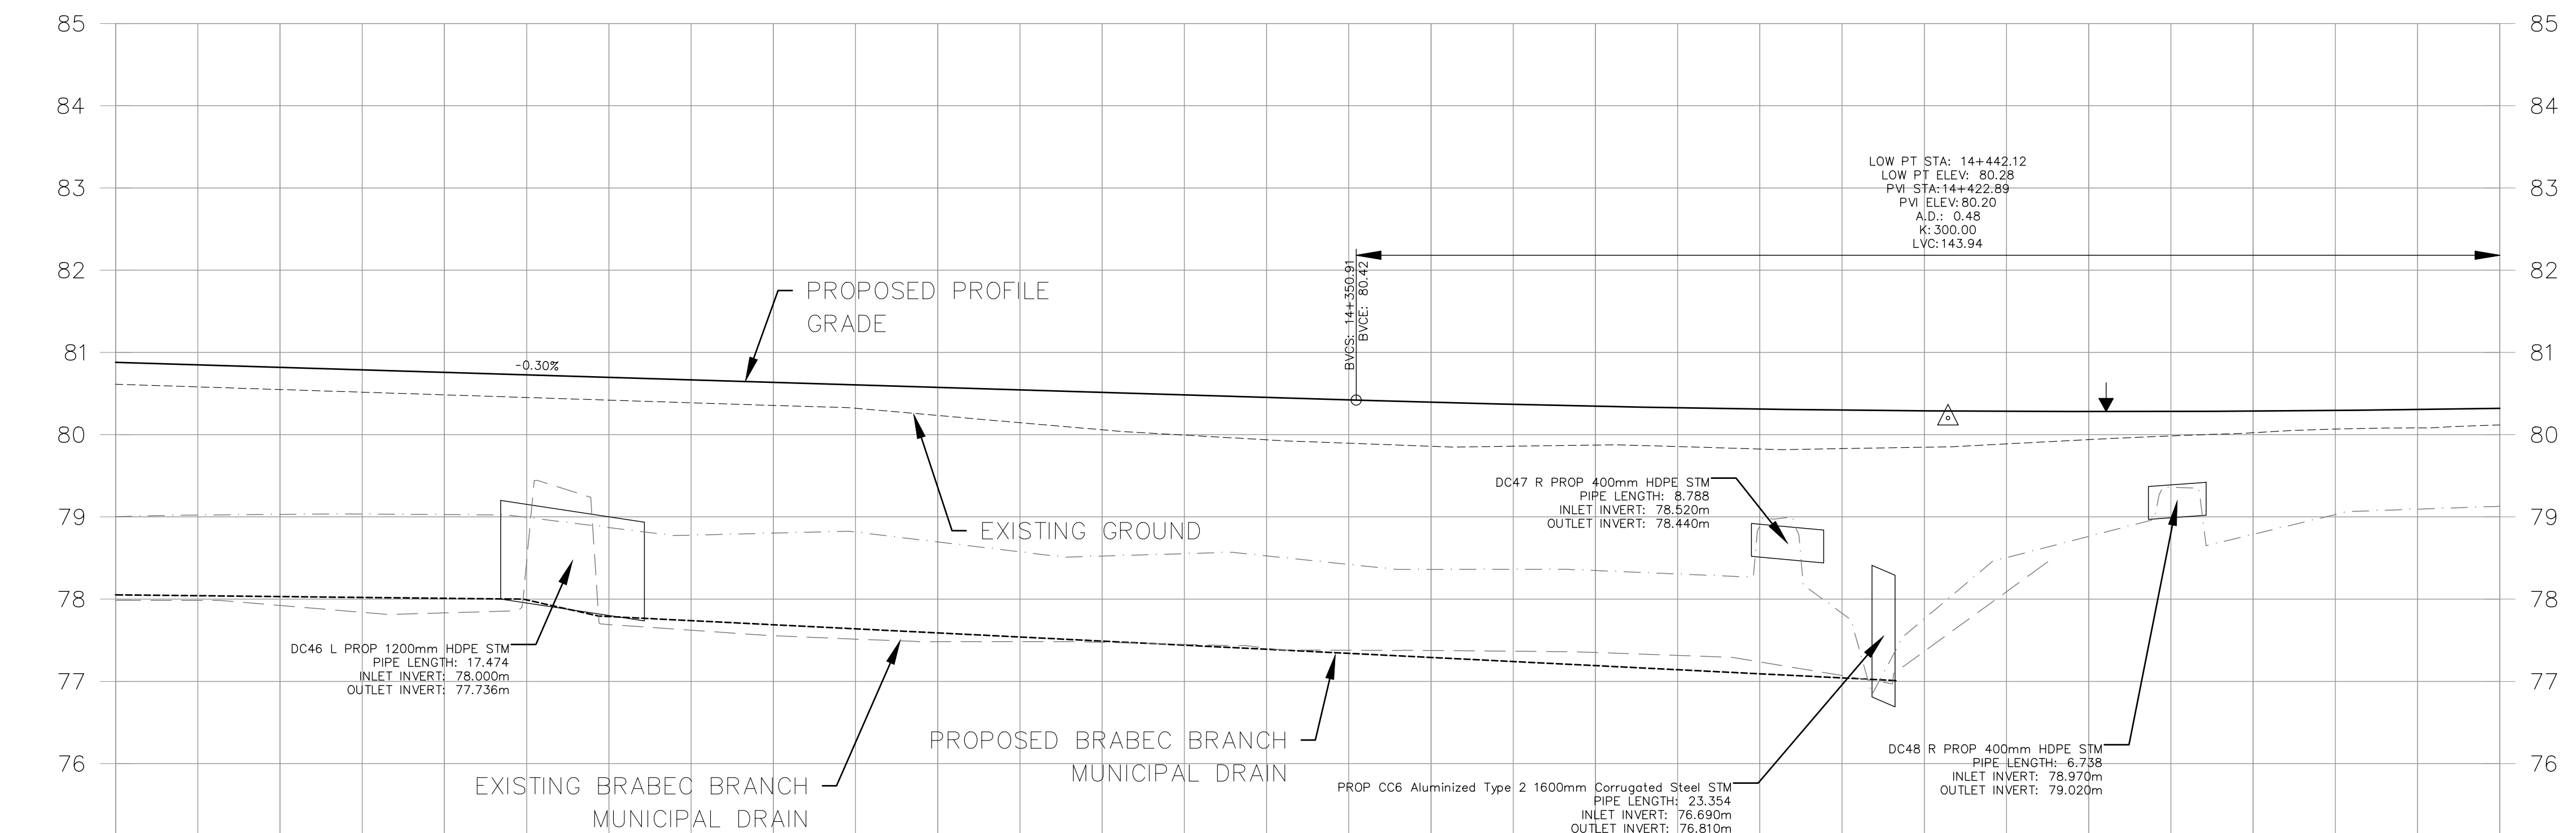 85
85
84
84
83
83
82
82
81
81
80
80
79
79
78
78
77
77
76
76
LOW PT STA: 14+442.12
LOW PT ELEV: 80.28
PVI STA:14+422.89
PVI ELEV:80.20
A.D.: 0.48
K:300.00
LVC:143.94
BVCS: 14+350.91
BVCE: 80.42
PROPOSED PROFILE
GRADE
-0.30%
EXISTING GROUND
DC47 R PROP 400mm HDPE STM
PIPE LENGTH: 8.788
INLET INVERT: 78.520m
OUTLET INVERT: 78.440m
DC46 L PROP 1200mm HDPE STM
PIPE LENGTH: 17.474
INLET INVERT: 78.000m
OUTLET INVERT: 77.736m
PROPOSED BRABEC BRANCH
MUNICIPAL DRAIN
EXISTING BRABEC BRANCH
MUNICIPAL DRAIN
DC48 R PROP 400mm HDPE STM
PIPE LENGTH: 6.738
INLET INVERT: 78.970m
OUTLET INVERT: 79.020m
PROP CC6 Aluminized Type 2 1600mm Corrugated Steel STM
PIPE LENGTH: 23.354
INLET INVERT: 76.690m
OUTLET INVERT: 76.810m